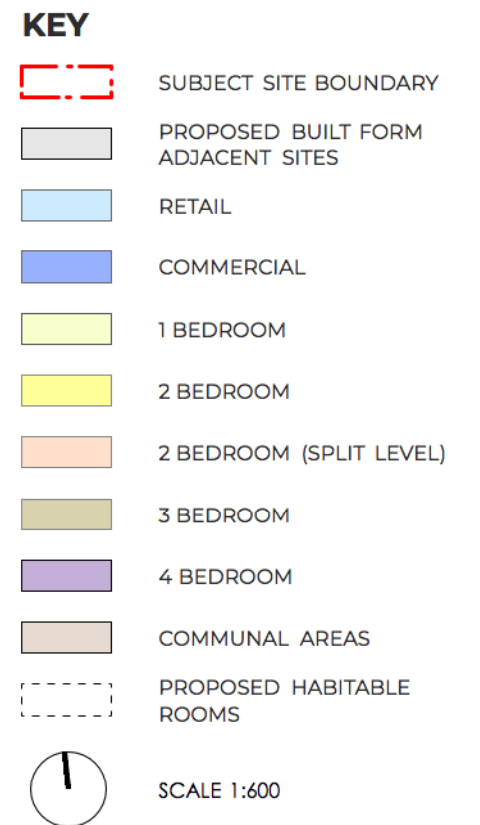 KEY
SUBJECT SITE BOUNDARY
PROPOSED BUILT FORM
ADJACENT SITES
RETAIL
COMMERCIAL
1 BEDROOM
2 BEDROOM
2 BEDROOM (SPLIT LEVEL)
3 BEDROOM
4 BEDROOM
COMMUNAL AREAS
PROPOSED HABITABLE
ROOMS
SCALE 1:600